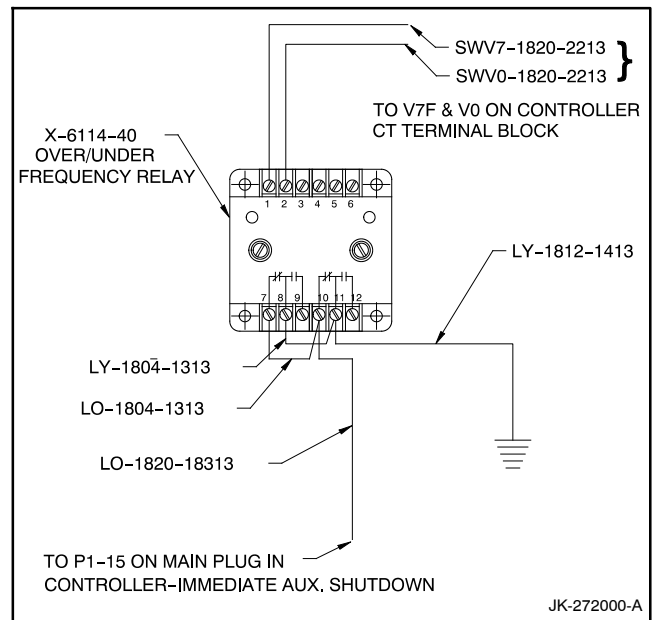 SWV7-1820-2213
SWV0-1820-2213
}
TO V7F & V0 ON CONTROLLER
CT TERMINAL BLOCK
X-6114-40
OVER/UNDER
FREQUENCY RELAY
1 2 3 4 5 6
LY-1812-1413
7 8 9 10 11 12
LY-1804-1313
LO-1804-1313
LO-1820-18313
TO P1-15 ON MAIN PLUG IN
CONTROLLER-IMMEDIATE AUX. SHUTDOWN
JK-272000-A